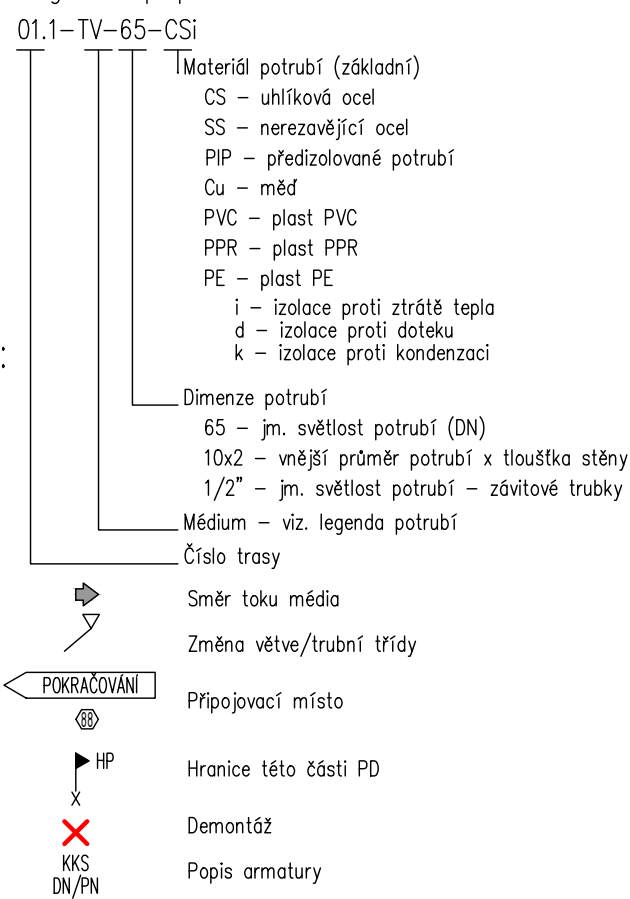 01.1-TV-65-CSi
Materiál potrubí (základní)
CS – uhlíková ocel
SS – nerezavějící ocel
PIP – předizolované potrubí
Cu – měď
PVC – plast PVC
PPR – plast PPR
PE – plast PE
i – izolace proti ztrátě tepla
d – izolace proti doteku
k – izolace proti kondenzaci
:
Dimenze potrubí
65 – jm. světlost potrubí (DN)
10x2 – vnější průměr potrubí x tloušťka stěny
1/2" – jm. světlost potrubí – závitové trubky
Médium – viz. legenda potrubí
Číslo trasy
Směr toku média
Změna větve/trubní třídy
POKRAČOVÁNÍ
Připojovací místo
88
HP
Hranice této části PD
X
Demontáž
KKS
DN/PN
Popis armatury